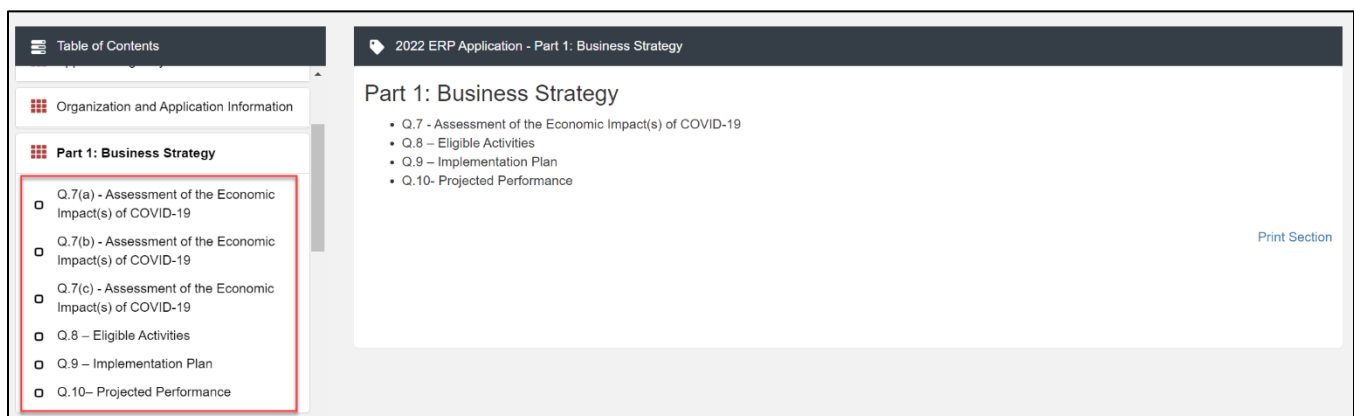 Table of Contents
Organization and Application Information
Part 1: Business Strategy
Q.7(a) - Assessment of the Economic
Impact(s) of COVID-19
Q.7(b) - Assessment of the Economic
Impact(s) of COVID-19
Q.7(c) - Assessment of the Economic
Impact(s) of COVID-19
Q.8 – Eligible Activities
Q.9 – Implementation Plan
Q.10– Projected Performance
2022 ERP Application - Part 1: Business Strategy
Part 1: Business Strategy
• Q.7 - Assessment of the Economic Impact(s) of COVID-19
• Q.8 – Eligible Activities
• Q.9 – Implementation Plan
• Q.10- Projected Performance
Print Section